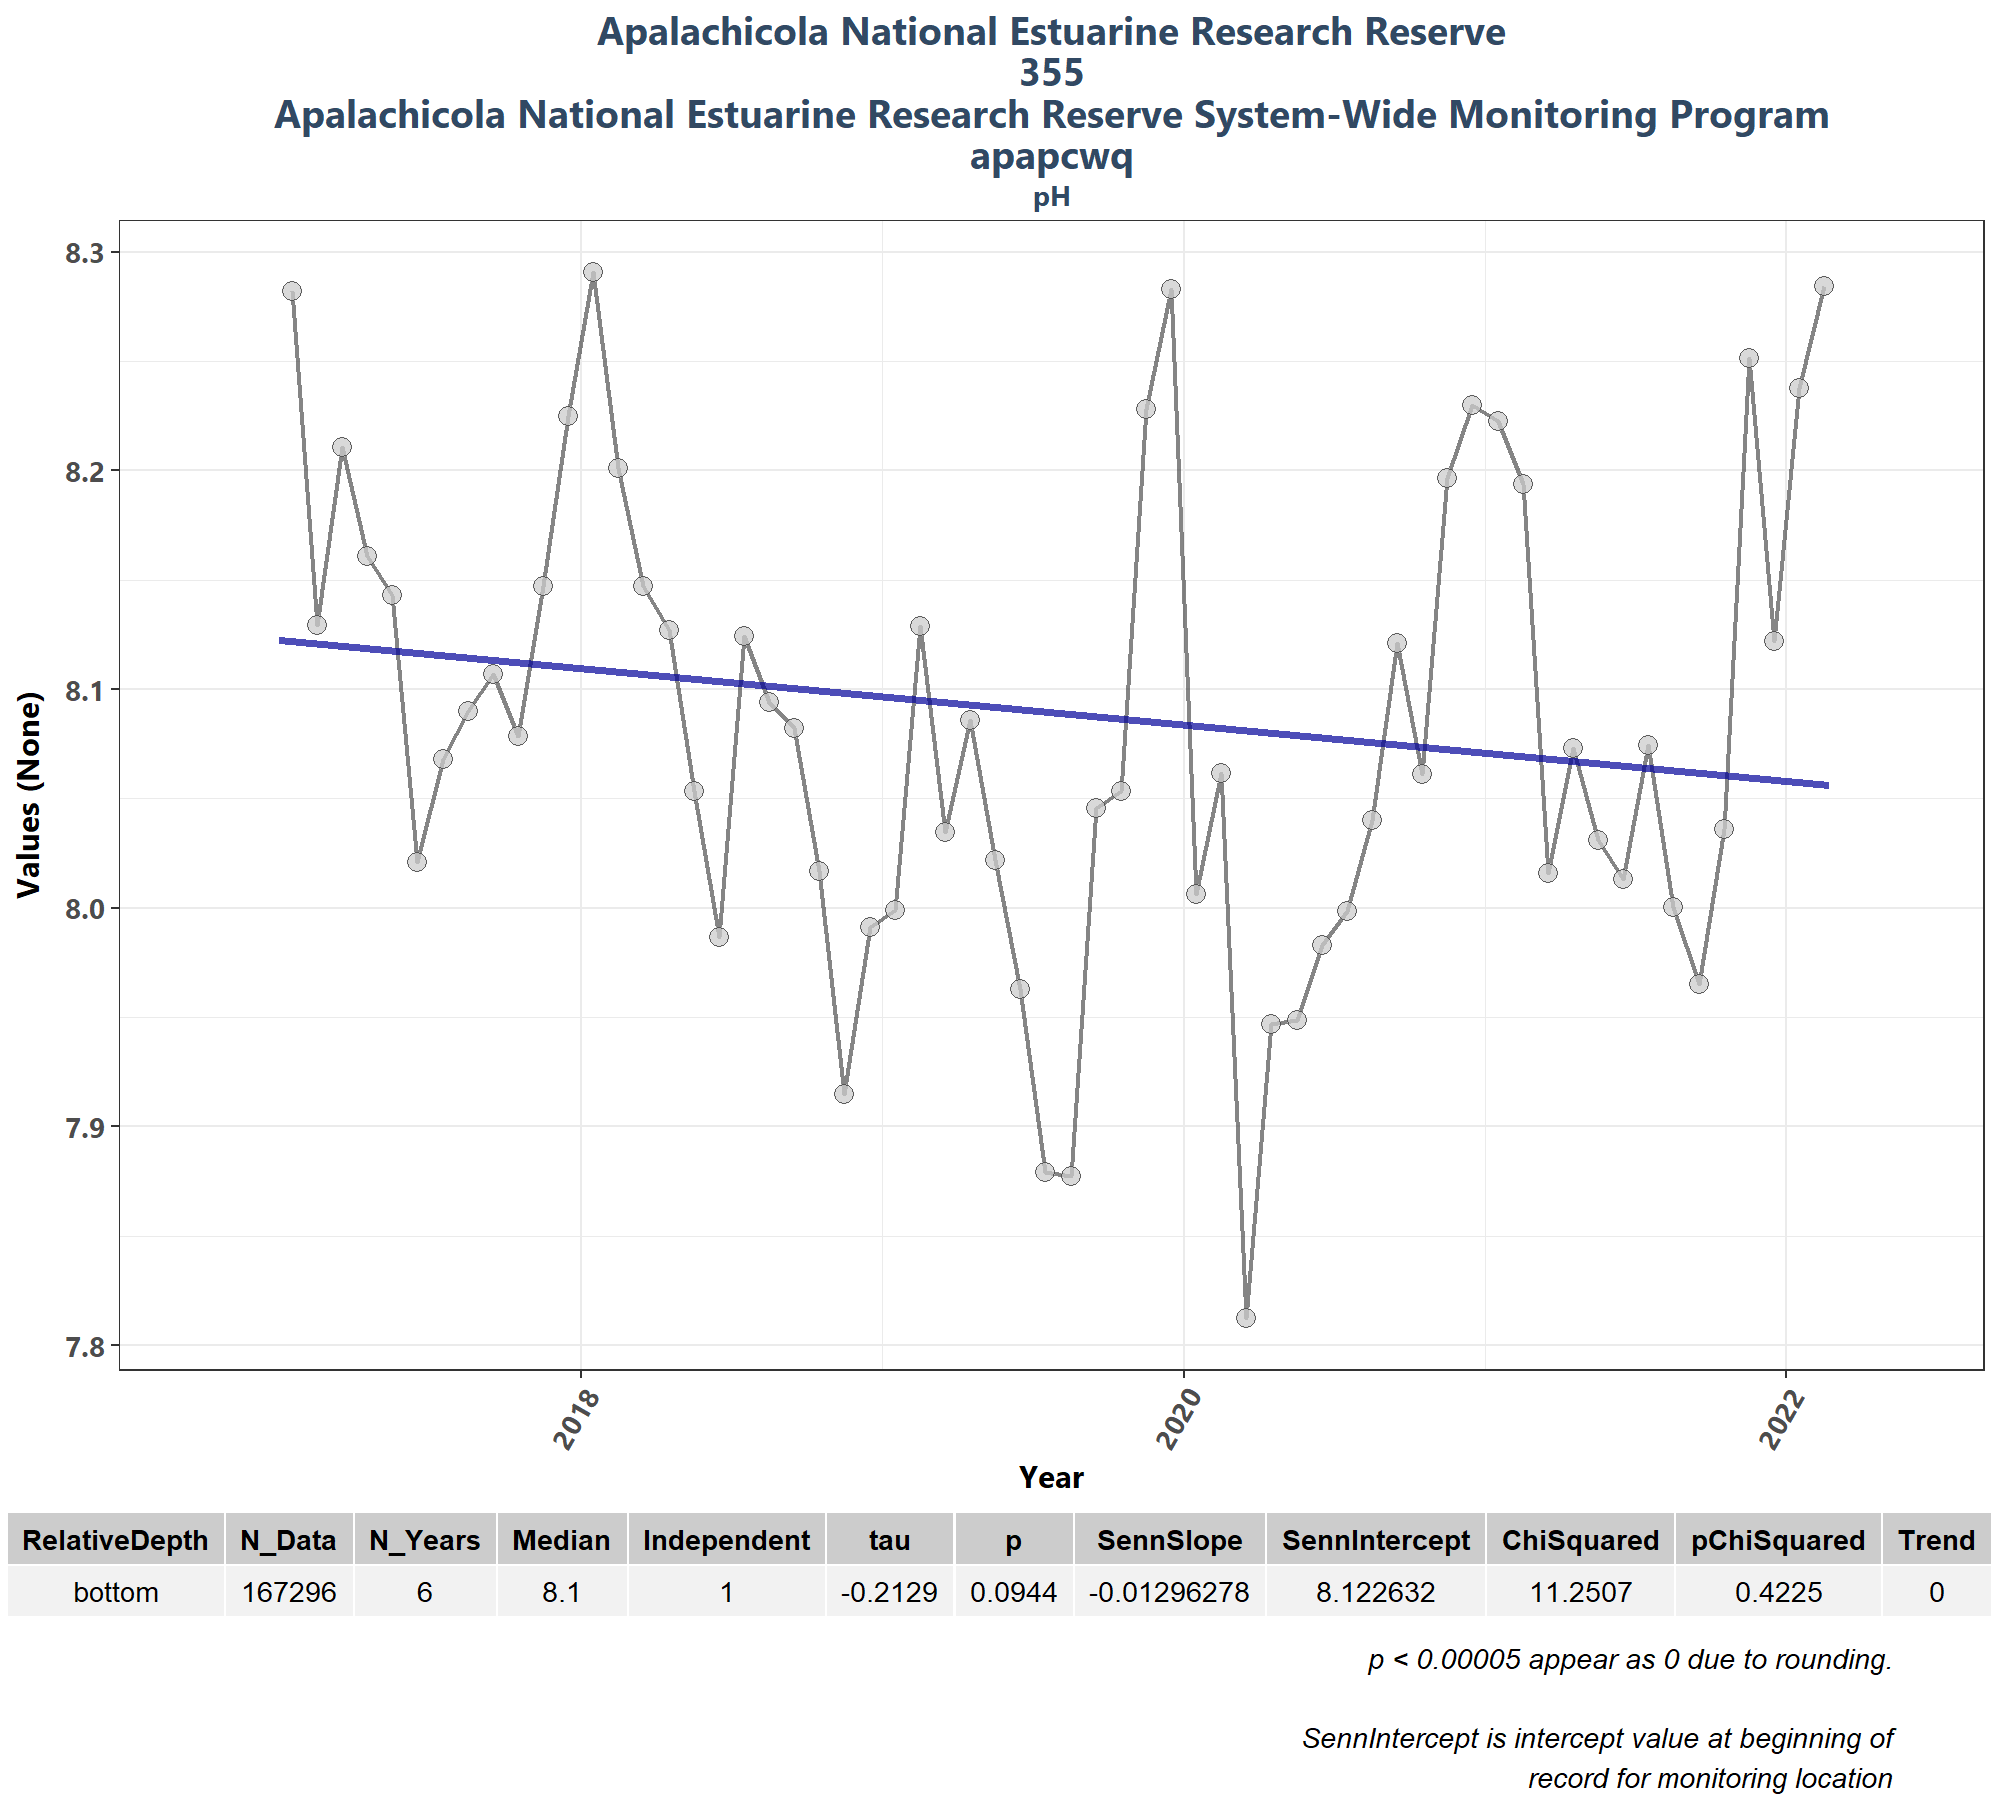 Apalachicola National Estuarine Research Reserve
355
Apalachicola National Estuarine Research Reserve System-Wide Monitoring Program
apapcwq
pH
8.3
8.2
8.1
8.0
7.9
7.8
Values (None)
2018
2020
2022
Year
RelativeDepth N_Data N_Years Median Independent tau p SennSlope SennIntercept ChiSquared pChiSquared Trend
bottom 167296 6 8.1 1 -0.2129 0.0944 -0.01296278 8.122632 11.2507 0.4225 0
p < 0.00005 appear as 0 due to rounding.
SennIntercept is intercept value at beginning of
record for monitoring location